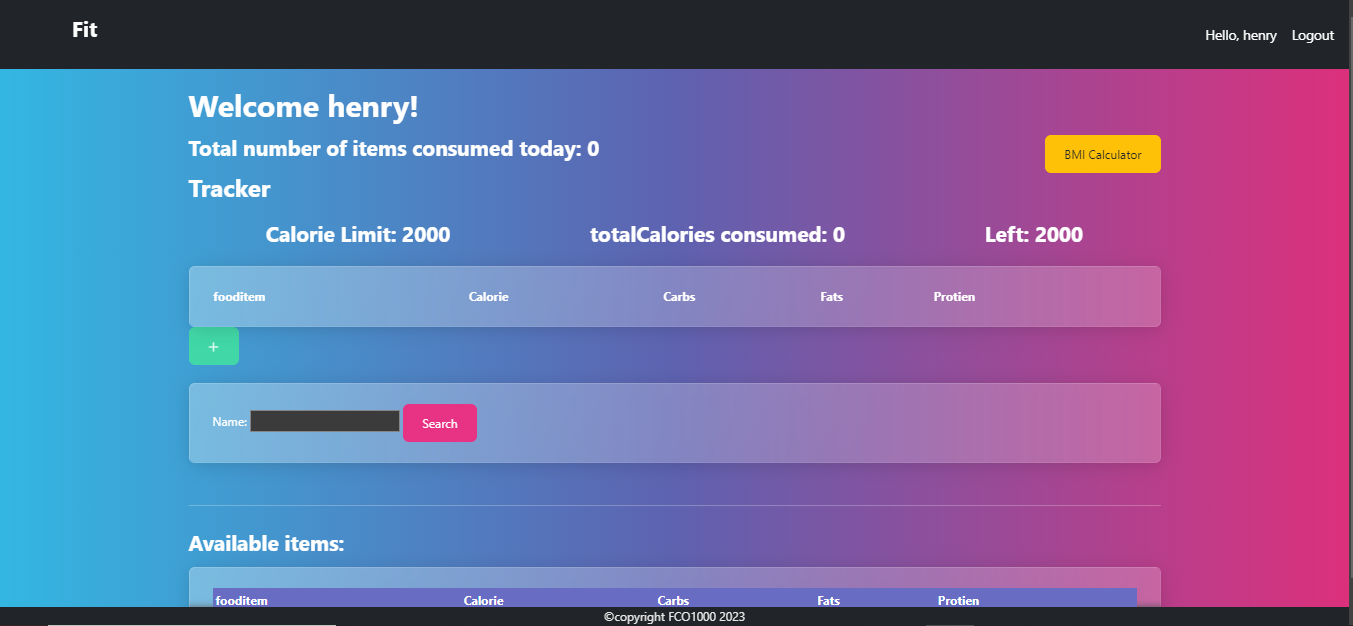 Fit
Hello, henry Logout
Welcome henry!
Total number of items consumed today: 0
BMI Calculator
Tracker
Calorie Limit: 2000 totalCalories consumed: 0 Left: 2000
fooditem Calorie Carbs Fats Protien
+
Name: Search
Available items:
fooditem Calorie Carbs Fats Protien
©copyright FCO1000 2023